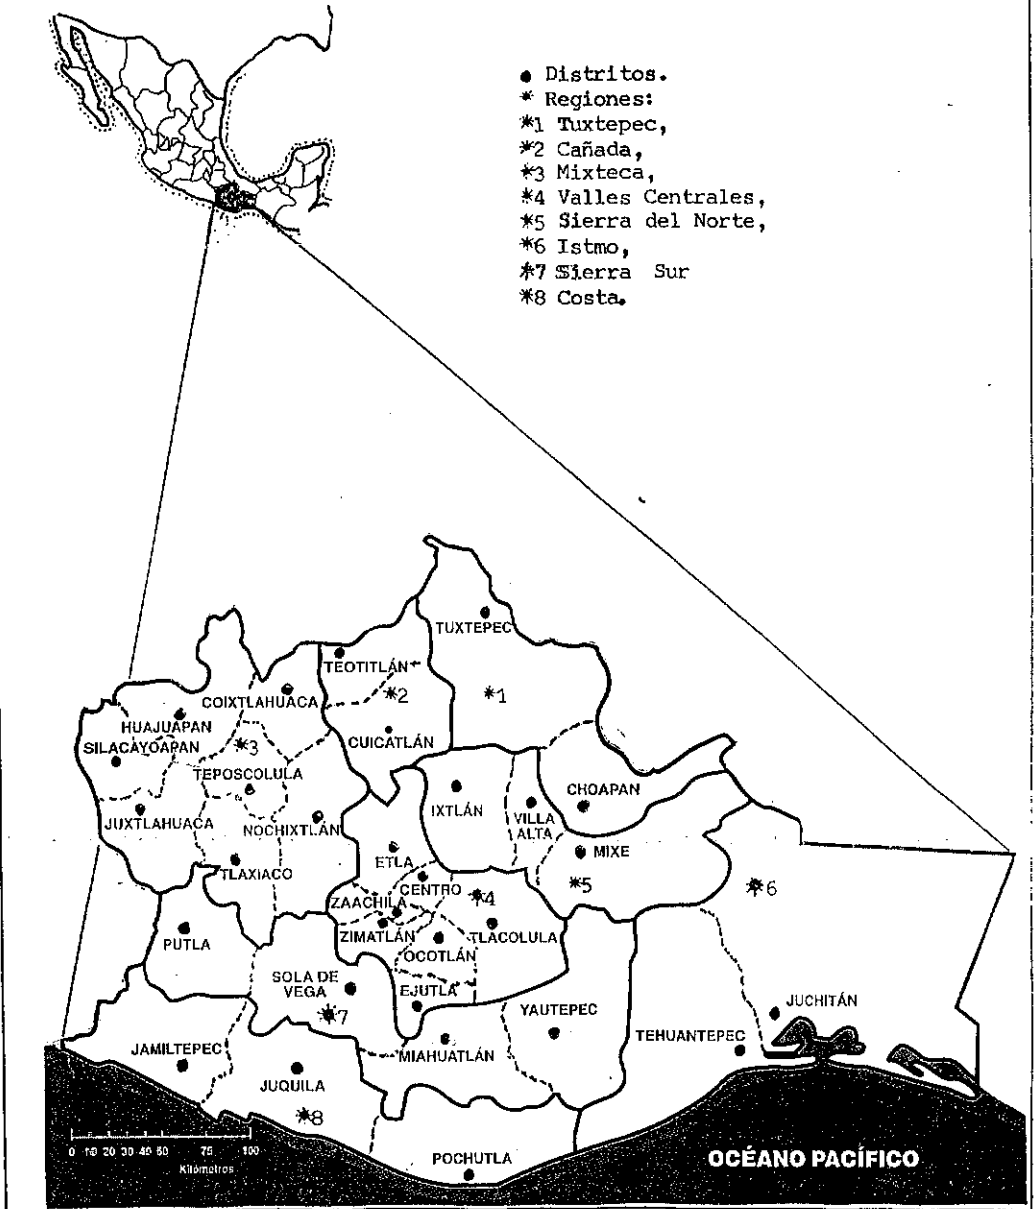 ● Distritos.
* Regiones:
*1 Tuxtepec,
*2 Cañada,
*3 Mixteca,
*4 Valles Centrales,
*5 Sierra del Norte,
*6 Istmo,
*7 Sierra Sur
*8 Costa.
TUXTEPEC
TEOTITLÁN
*2
*1
COIXTLAHUACA
HUAJUAPAN
SILACAYOAPAN
*3
CUICATLÁN
TEPOSCOLULA
IXTLÁN
VILLA
ALTA
CHOAPAN
JUXTLAHUACA
NOCHIXTLÁN
ETLA
MIXE
TLAXIACO
CENTRO
*4
*5
*6
ZAACHILA
ZIMATLÁN
TLACOLULA
PUTLA
OCOTLÁN
SOLA DE
VEGA
EJUTLA
*7
YAUTEPEC
JUCHITÁN
TEHUANTEPEC
JAMILTEPEC
MIAHUATLÁN
JUQUILA
*8
0 10 20 30 40 50 75 100
Kilómetros
POCHUTLA
OCÉANO PACÍFICO